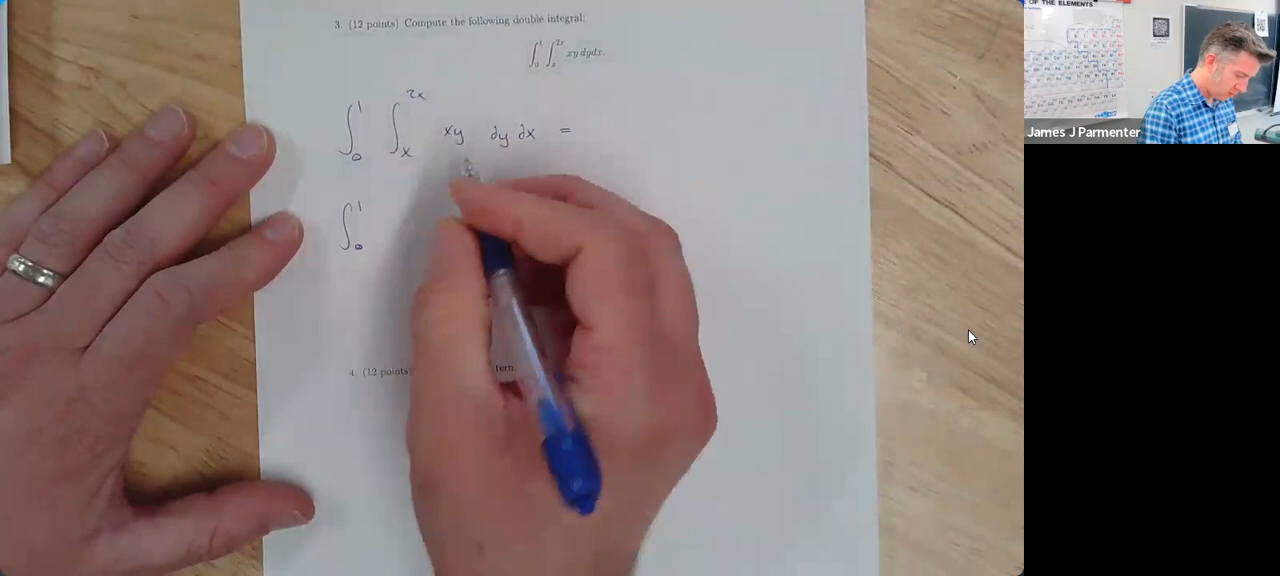 3. (12 points) Compute the following double integral:
∫₀¹ ∫ₓ²ˣ xy dydx.
∫₀¹ ∫ₓ²ˣ xy dy dx =
∫₀¹
4. (12 points)
OF THE ELEMENTS
James J Parmenter